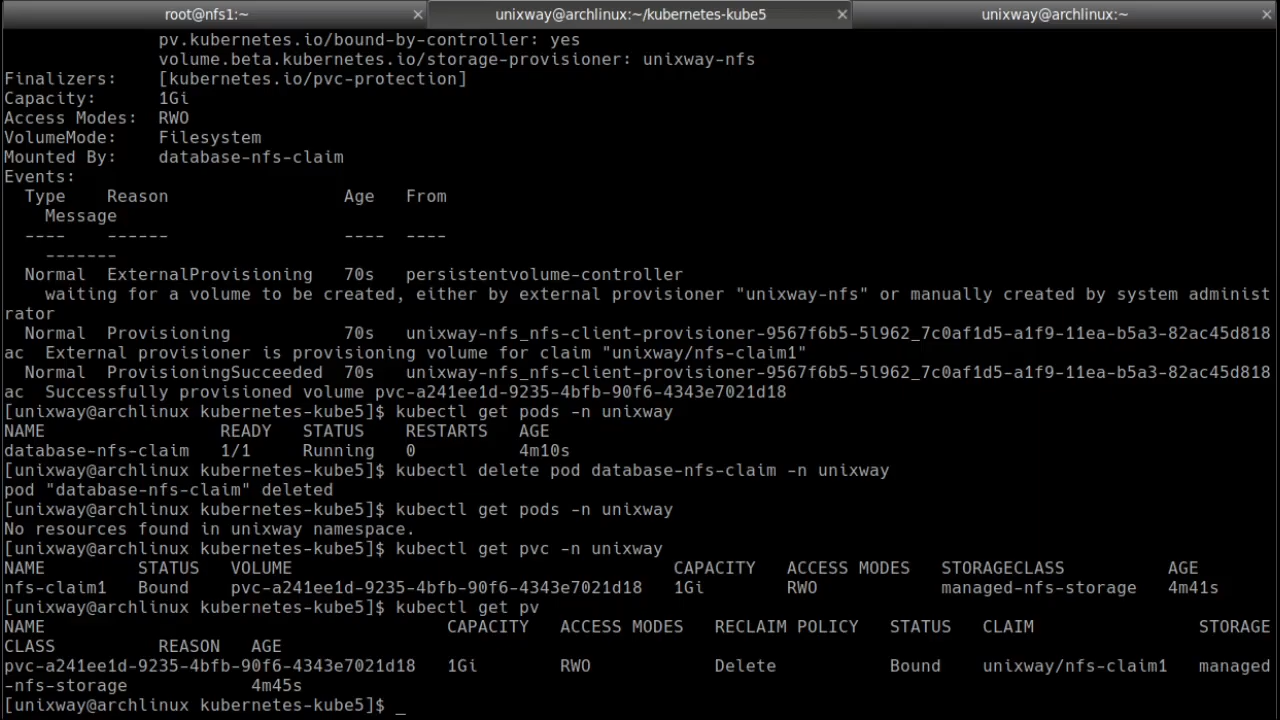 root@nfs1:~ × unixway@archlinux:~/kubernetes-kube5 × unixway@archlinux:~ ×
pv.kubernetes.io/bound-by-controller: yes
volume.beta.kubernetes.io/storage-provisioner: unixway-nfs
Finalizers:    [kubernetes.io/pvc-protection]
Capacity:      1Gi
Access Modes:  RWO
VolumeMode:    Filesystem
Mounted By:    database-nfs-claim
Events:
  Type    Reason                 Age   From
    Message
  ----    ------                 ----  ----
    -------
  Normal  ExternalProvisioning   70s   persistentvolume-controller
    waiting for a volume to be created, either by external provisioner "unixway-nfs" or manually created by system administ
rator
  Normal  Provisioning           70s   unixway-nfs_nfs-client-provisioner-9567f6b5-5l962_7c0af1d5-a1f9-11ea-b5a3-82ac45d818
ac  External provisioner is provisioning volume for claim "unixway/nfs-claim1"
  Normal  ProvisioningSucceeded  70s   unixway-nfs_nfs-client-provisioner-9567f6b5-5l962_7c0af1d5-a1f9-11ea-b5a3-82ac45d818
ac  Successfully provisioned volume pvc-a241ee1d-9235-4bfb-90f6-4343e7021d18
[unixway@archlinux kubernetes-kube5]$ kubectl get pods -n unixway
NAME                 READY   STATUS    RESTARTS   AGE
database-nfs-claim   1/1     Running   0          4m10s
[unixway@archlinux kubernetes-kube5]$ kubectl delete pod database-nfs-claim -n unixway
pod "database-nfs-claim" deleted
[unixway@archlinux kubernetes-kube5]$ kubectl get pods -n unixway
No resources found in unixway namespace.
[unixway@archlinux kubernetes-kube5]$ kubectl get pvc -n unixway
NAME         STATUS   VOLUME                                     CAPACITY   ACCESS MODES   STORAGECLASS          AGE
nfs-claim1   Bound    pvc-a241ee1d-9235-4bfb-90f6-4343e7021d18   1Gi        RWO            managed-nfs-storage   4m41s
[unixway@archlinux kubernetes-kube5]$ kubectl get pv
NAME                                       CAPACITY   ACCESS MODES   RECLAIM POLICY   STATUS   CLAIM                STORAGE
CLASS          REASON   AGE
pvc-a241ee1d-9235-4bfb-90f6-4343e7021d18   1Gi        RWO            Delete           Bound    unixway/nfs-claim1   managed
-nfs-storage            4m45s
[unixway@archlinux kubernetes-kube5]$ _